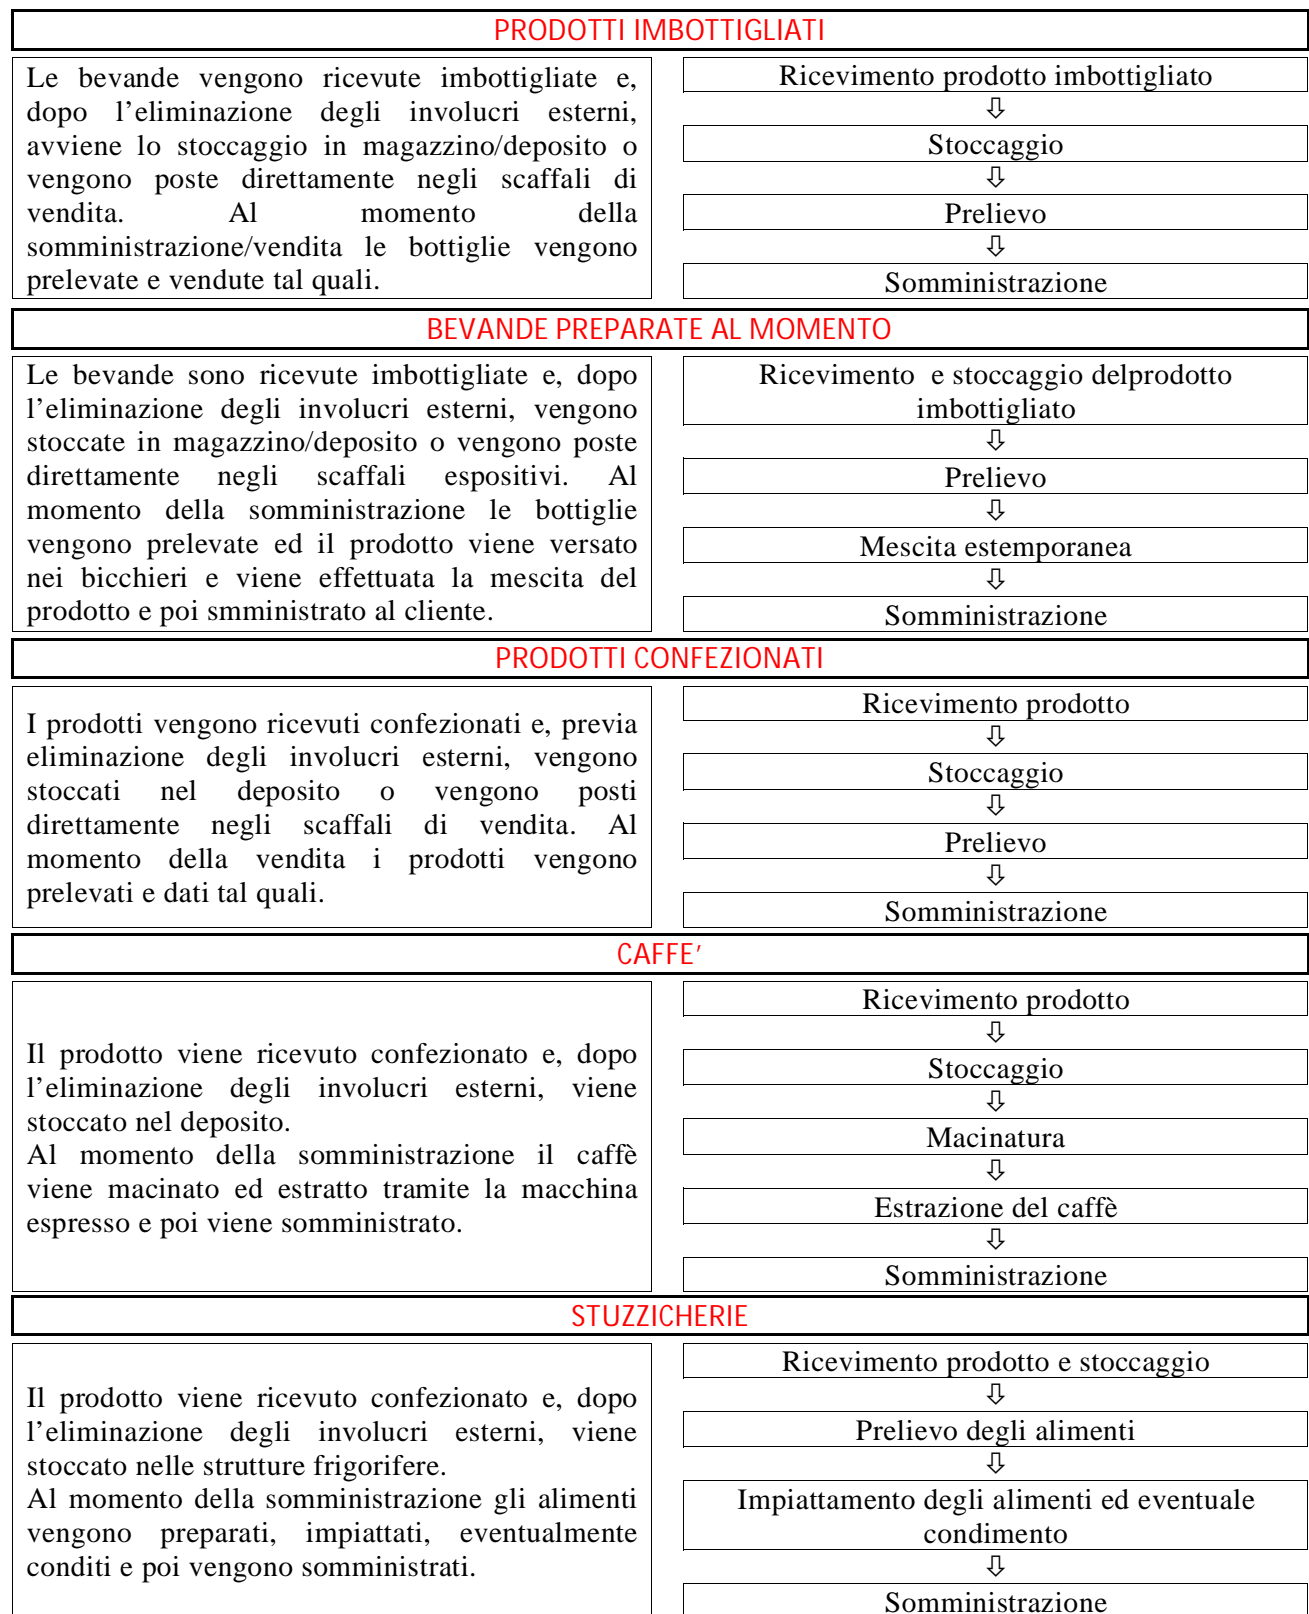 PRODOTTI IMBOTTIGLIATI
Le bevande vengono ricevute imbottigliate e,
dopo l’eliminazione degli involucri esterni,
avviene lo stoccaggio in magazzino/deposito o
vengono poste direttamente negli scaffali di
vendita. Al momento della
somministrazione/vendita le bottiglie vengono
prelevate e vendute tal quali.
Ricevimento prodotto imbottigliato
⇩
Stoccaggio
⇩
Prelievo
⇩
Somministrazione
BEVANDE PREPARATE AL MOMENTO
Le bevande sono ricevute imbottigliate e, dopo
l’eliminazione degli involucri esterni, vengono
stoccate in magazzino/deposito o vengono poste
direttamente negli scaffali espositivi. Al
momento della somministrazione le bottiglie
vengono prelevate ed il prodotto viene versato
nei bicchieri e viene effettuata la mescita del
prodotto e poi smministrato al cliente.
Ricevimento e stoccaggio delprodotto
imbottigliato
⇩
Prelievo
⇩
Mescita estemporanea
⇩
Somministrazione
PRODOTTI CONFEZIONATI
I prodotti vengono ricevuti confezionati e, previa
eliminazione degli involucri esterni, vengono
stoccati nel deposito o vengono posti
direttamente negli scaffali di vendita. Al
momento della vendita i prodotti vengono
prelevati e dati tal quali.
Ricevimento prodotto
⇩
Stoccaggio
⇩
Prelievo
⇩
Somministrazione
CAFFE’
Il prodotto viene ricevuto confezionato e, dopo
l’eliminazione degli involucri esterni, viene
stoccato nel deposito.
Al momento della somministrazione il caffè
viene macinato ed estratto tramite la macchina
espresso e poi viene somministrato.
Ricevimento prodotto
⇩
Stoccaggio
⇩
Macinatura
⇩
Estrazione del caffè
⇩
Somministrazione
STUZZICHERIE
Il prodotto viene ricevuto confezionato e, dopo
l’eliminazione degli involucri esterni, viene
stoccato nelle strutture frigorifere.
Al momento della somministrazione gli alimenti
vengono preparati, impiattati, eventualmente
conditi e poi vengono somministrati.
Ricevimento prodotto e stoccaggio
⇩
Prelievo degli alimenti
⇩
Impiattamento degli alimenti ed eventuale
condimento
⇩
Somministrazione